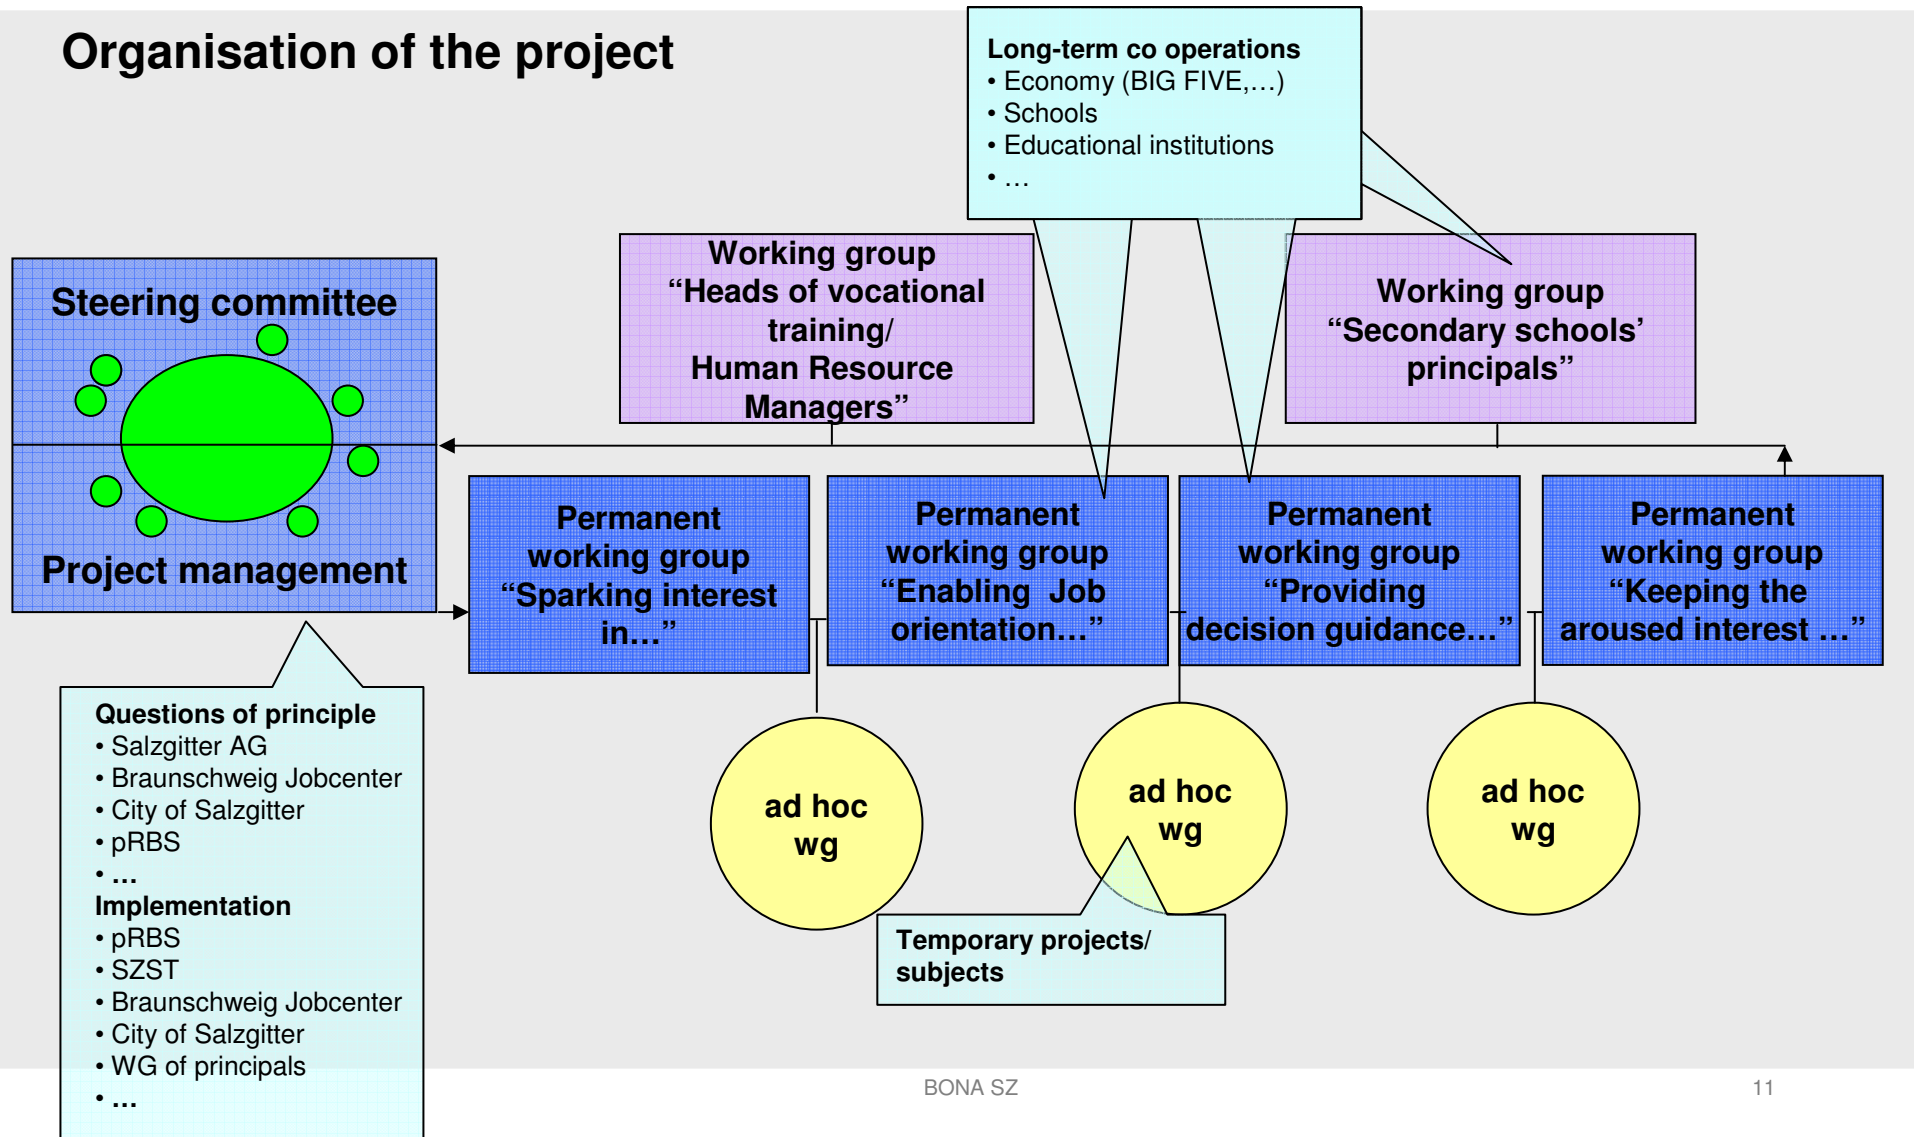 Organisation of the project
Long-term co operations
• Economy (BIG FIVE,…)
• Schools
• Educational institutions
• …
Working group
“Heads of vocational
training/
Human Resource
Managers”
Working group
“Secondary schools’
principals”
Steering committee
Project management
Permanent
working group
“Sparking interest
in…”
Permanent
working group
“Enabling  Job
orientation…”
Permanent
working group
“Providing
decision guidance…”
Permanent
working group
“Keeping the
aroused interest …”
Questions of principle
• Salzgitter AG
• Braunschweig Jobcenter
• City of Salzgitter
• pRBS
• …
Implementation
• pRBS
• SZST
• Braunschweig Jobcenter
• City of Salzgitter
• WG of principals
• …
ad hoc
wg
ad hoc
wg
ad hoc
wg
Temporary projects/
subjects
BONA SZ
11